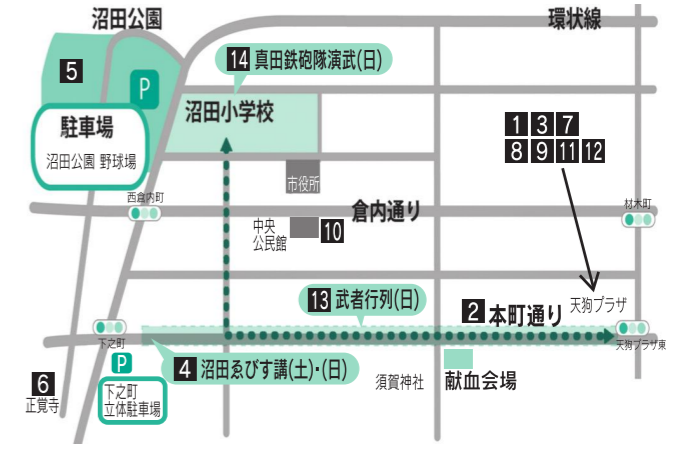 沼田公園
環状線
14 真田鉄砲隊演武(日)
5
P
沼田小学校
駐車場
沼田公園 野球場
1 3 7
8 9 11 12
市役所
西倉内町
倉内通り
材木町
中央
公民館
10
13 武者行列(日)
2 本町通り
天狗プラザ
下之町
天狗プラザ東
P
4 沼田ゑびす講(土)・(日)
6
正覚寺
下之町
立体駐車場
須賀神社
献血会場